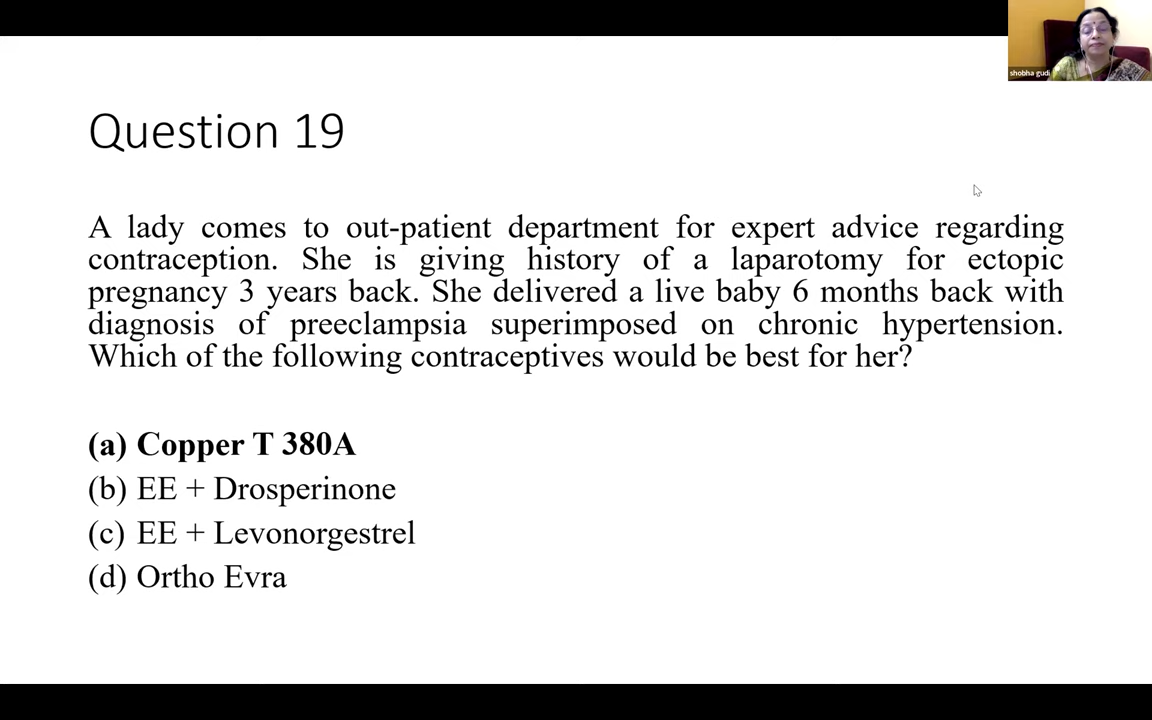 shobha gudi
Question 19
A lady comes to out-patient department for expert advice regarding
contraception. She is giving history of a laparotomy for ectopic
pregnancy 3 years back. She delivered a live baby 6 months back with
diagnosis of preeclampsia superimposed on chronic hypertension.
Which of the following contraceptives would be best for her?
(a) Copper T 380A
(b) EE + Drosperinone
(c) EE + Levonorgestrel
(d) Ortho Evra